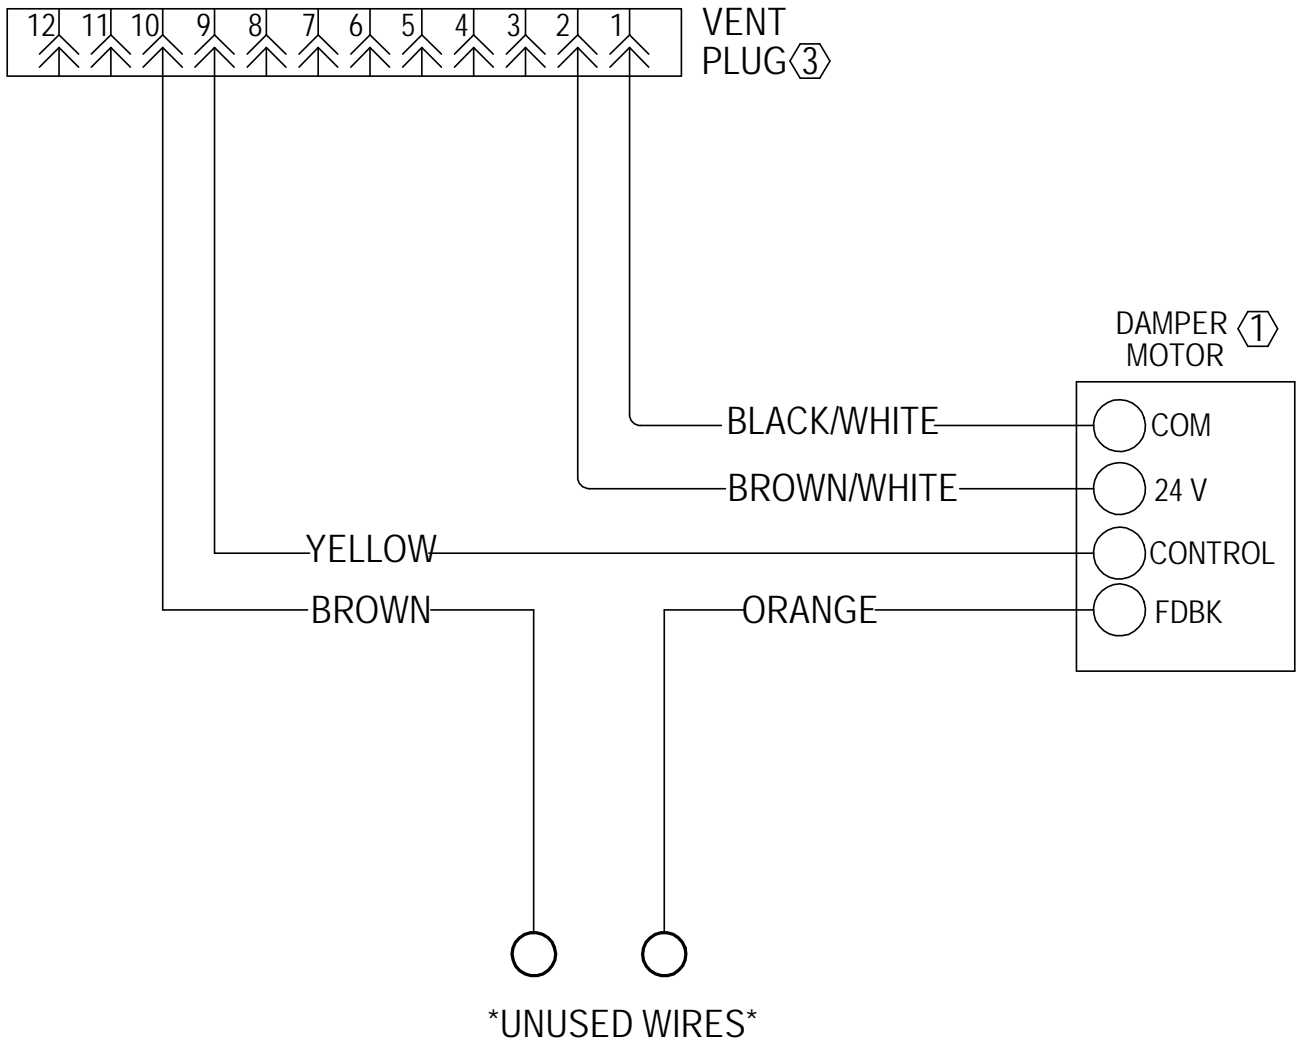 12 11 10 9 8 7 6 5 4 3 2 1
VENT
PLUG 3
DAMPER 1
MOTOR
BLACK/WHITE COM
BROWN/WHITE 24 V
YELLOW CONTROL
BROWN ORANGE FDBK
*UNUSED WIRES*